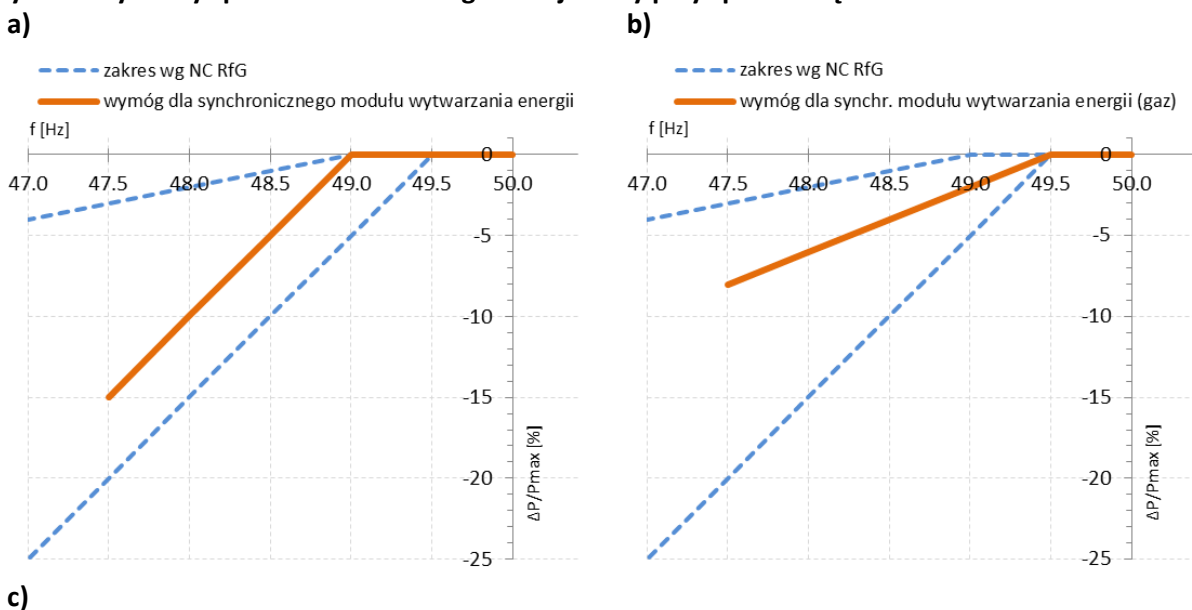 a)
b)
zakres wg NC RfG
wymóg dla synchronicznego modułu wytwarzania energii
f [Hz]
47.0 47.5 48.0 48.5 49.0 49.5 50.0
0
-5
-10
-15
-20
-25
ΔP/Pmax [%]
zakres wg NC RfG
wymóg dla synchr. modułu wytwarzania energii (gaz)
f [Hz]
47.0 47.5 48.0 48.5 49.0 49.5 50.0
0
-5
-10
-15
-20
-25
ΔP/Pmax [%]
c)